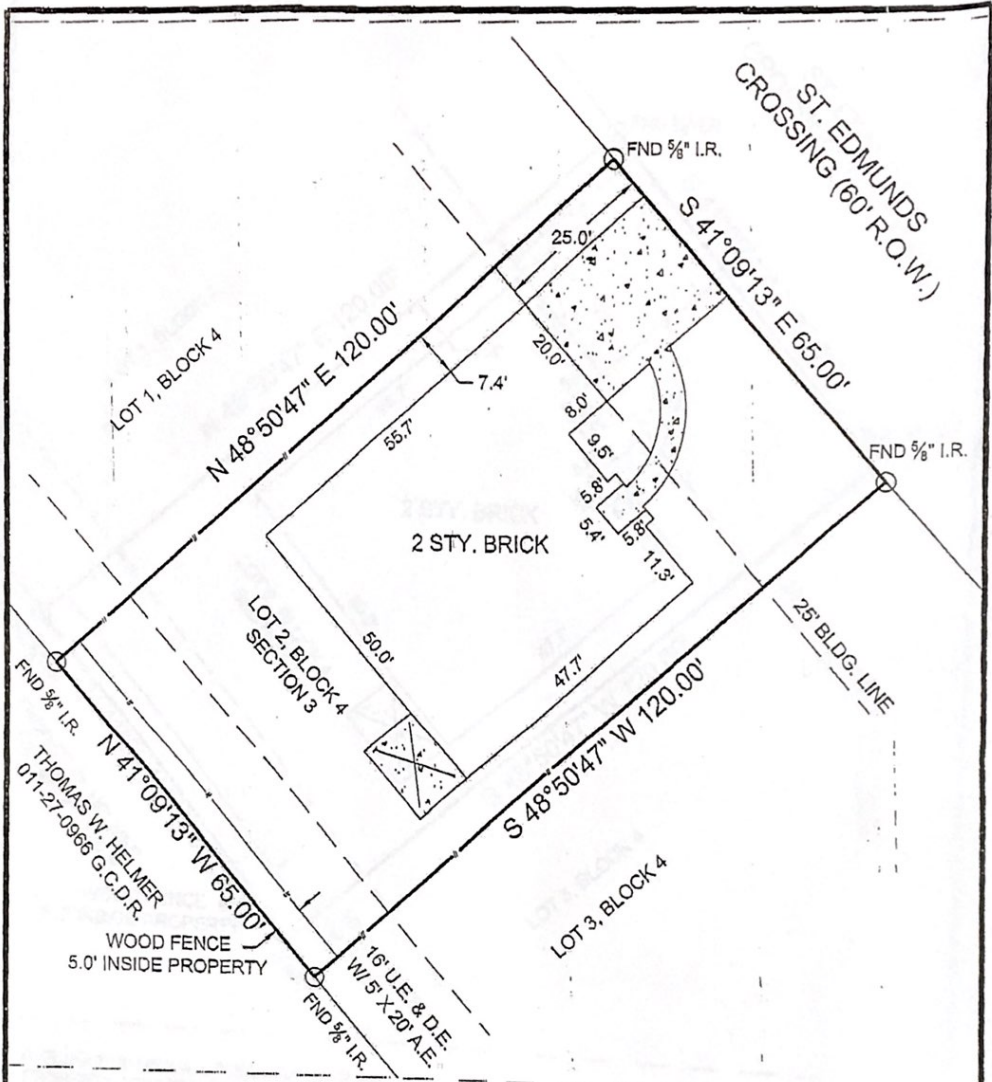 ST. EDMUNDS
CROSSING (60' R.O.W.)
FND 5/8" I.R.
S 41°09'13" E 65.00'
25.0'
LOT 1, BLOCK 4
N 48°50'47" E 120.00'
7.4'
20.0'
55.7'
8.0'
9.5'
FND 5/8" I.R.
5.8'
5.4'
5.8'
2 STY. BRICK
11.3'
25' BLDG. LINE
LOT 2, BLOCK 4
SECTION 3
50.0'
47.7'
S 48°50'47" W 120.00'
FND 5/8" I.R.
N 41°09'13" W 65.00'
THOMAS W. HELMER
011-27-0966 G.C.D.R.
LOT 3, BLOCK 4
WOOD FENCE
5.0' INSIDE PROPERTY
16' U.E. & D.E.
W/ 5' X 20' A.E.
FND 5/8" I.R.